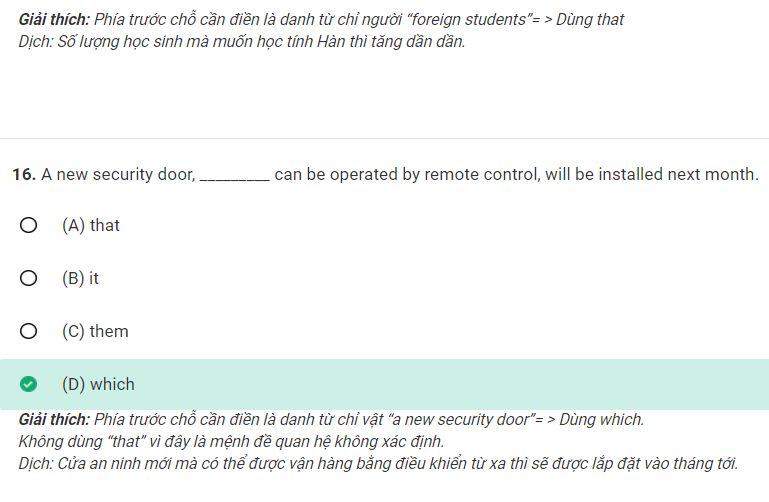 Giải thích: Phía trước chỗ cần điền là danh từ chỉ người “foreign students”= > Dùng that
Dịch: Số lượng học sinh mà muốn học tính Hàn thì tăng dần dần.
16. A new security door, _________ can be operated by remote control, will be installed next month.
(A) that
(B) it
(C) them
(D) which
Giải thích: Phía trước chỗ cần điền là danh từ chỉ vật “a new security door”= > Dùng which.
Không dùng “that” vì đây là mệnh đề quan hệ không xác định.
Dịch: Cửa an ninh mới mà có thể được vận hành bằng điều khiển từ xa thì sẽ được lắp đặt vào tháng tới.